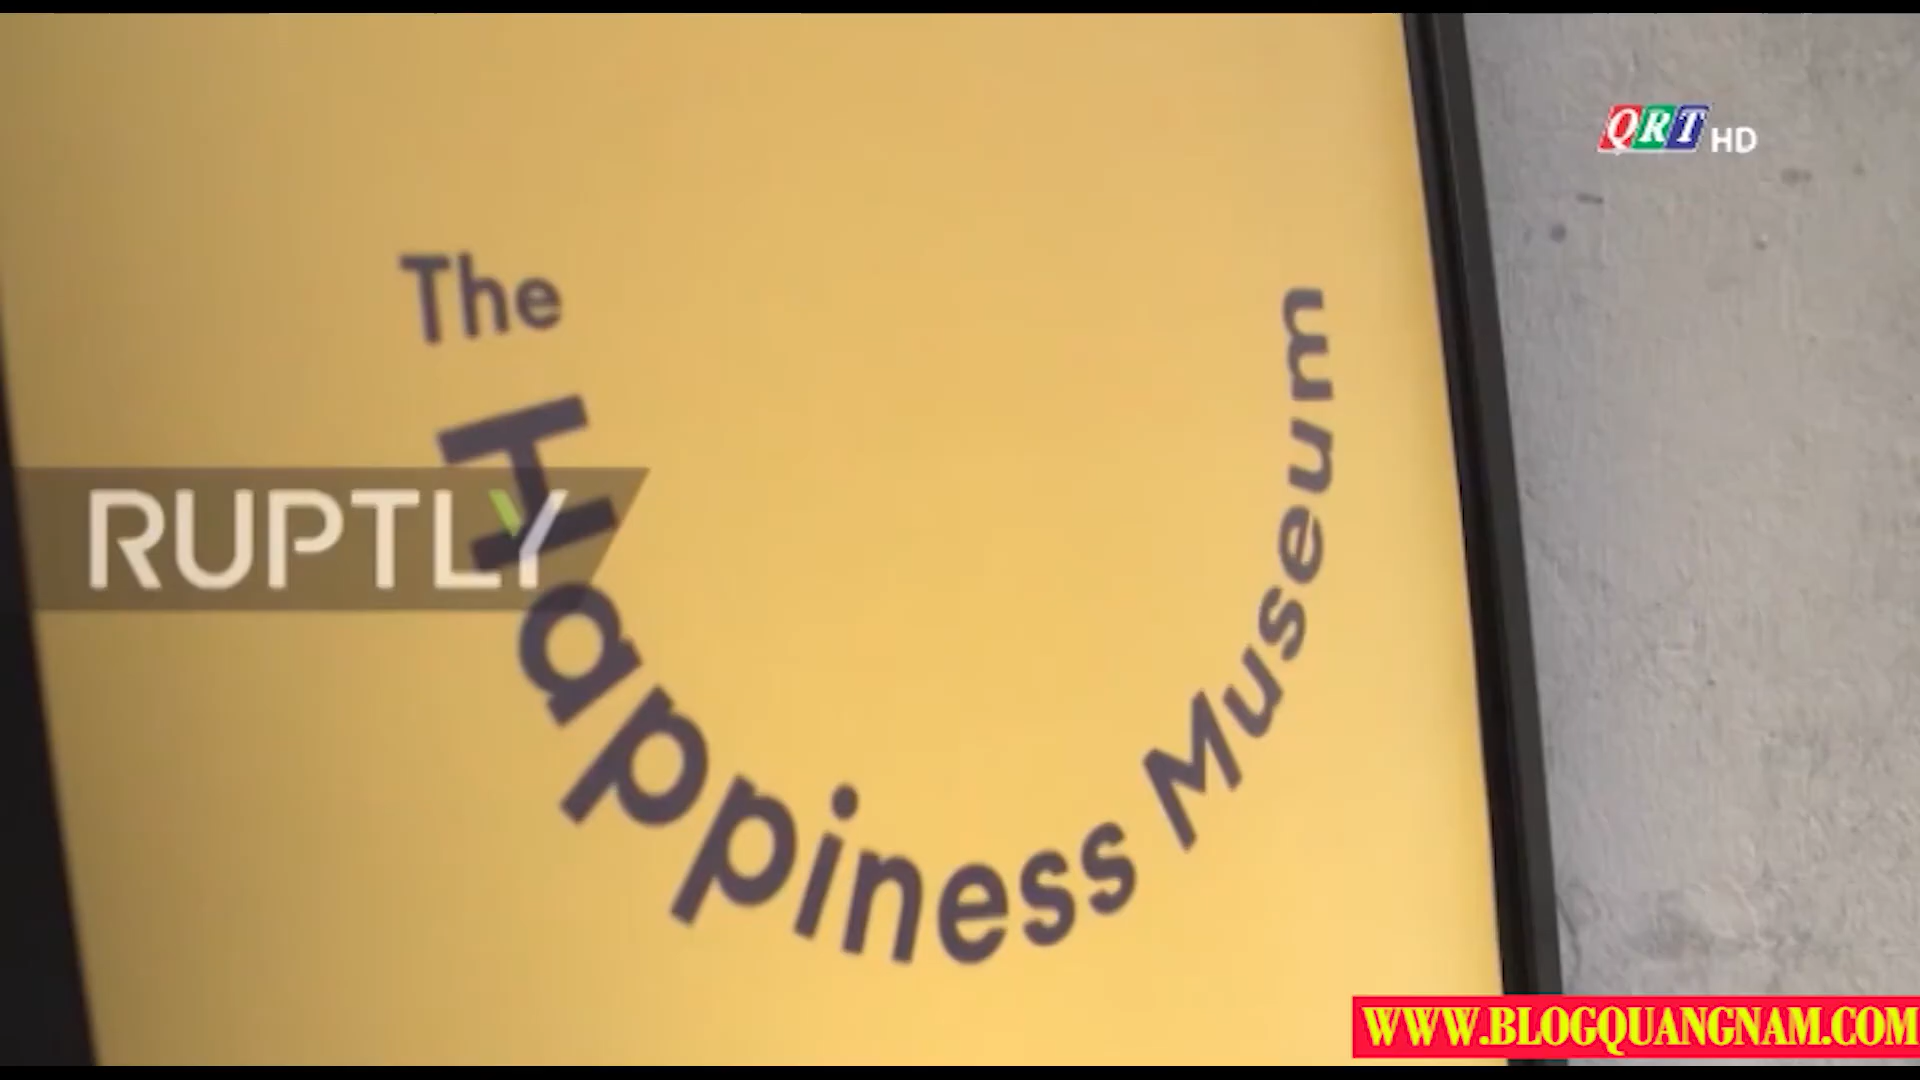 QRT HD
The
Happiness Museum
RUPTLY
WWW.BLOGQUANGNAM.COM